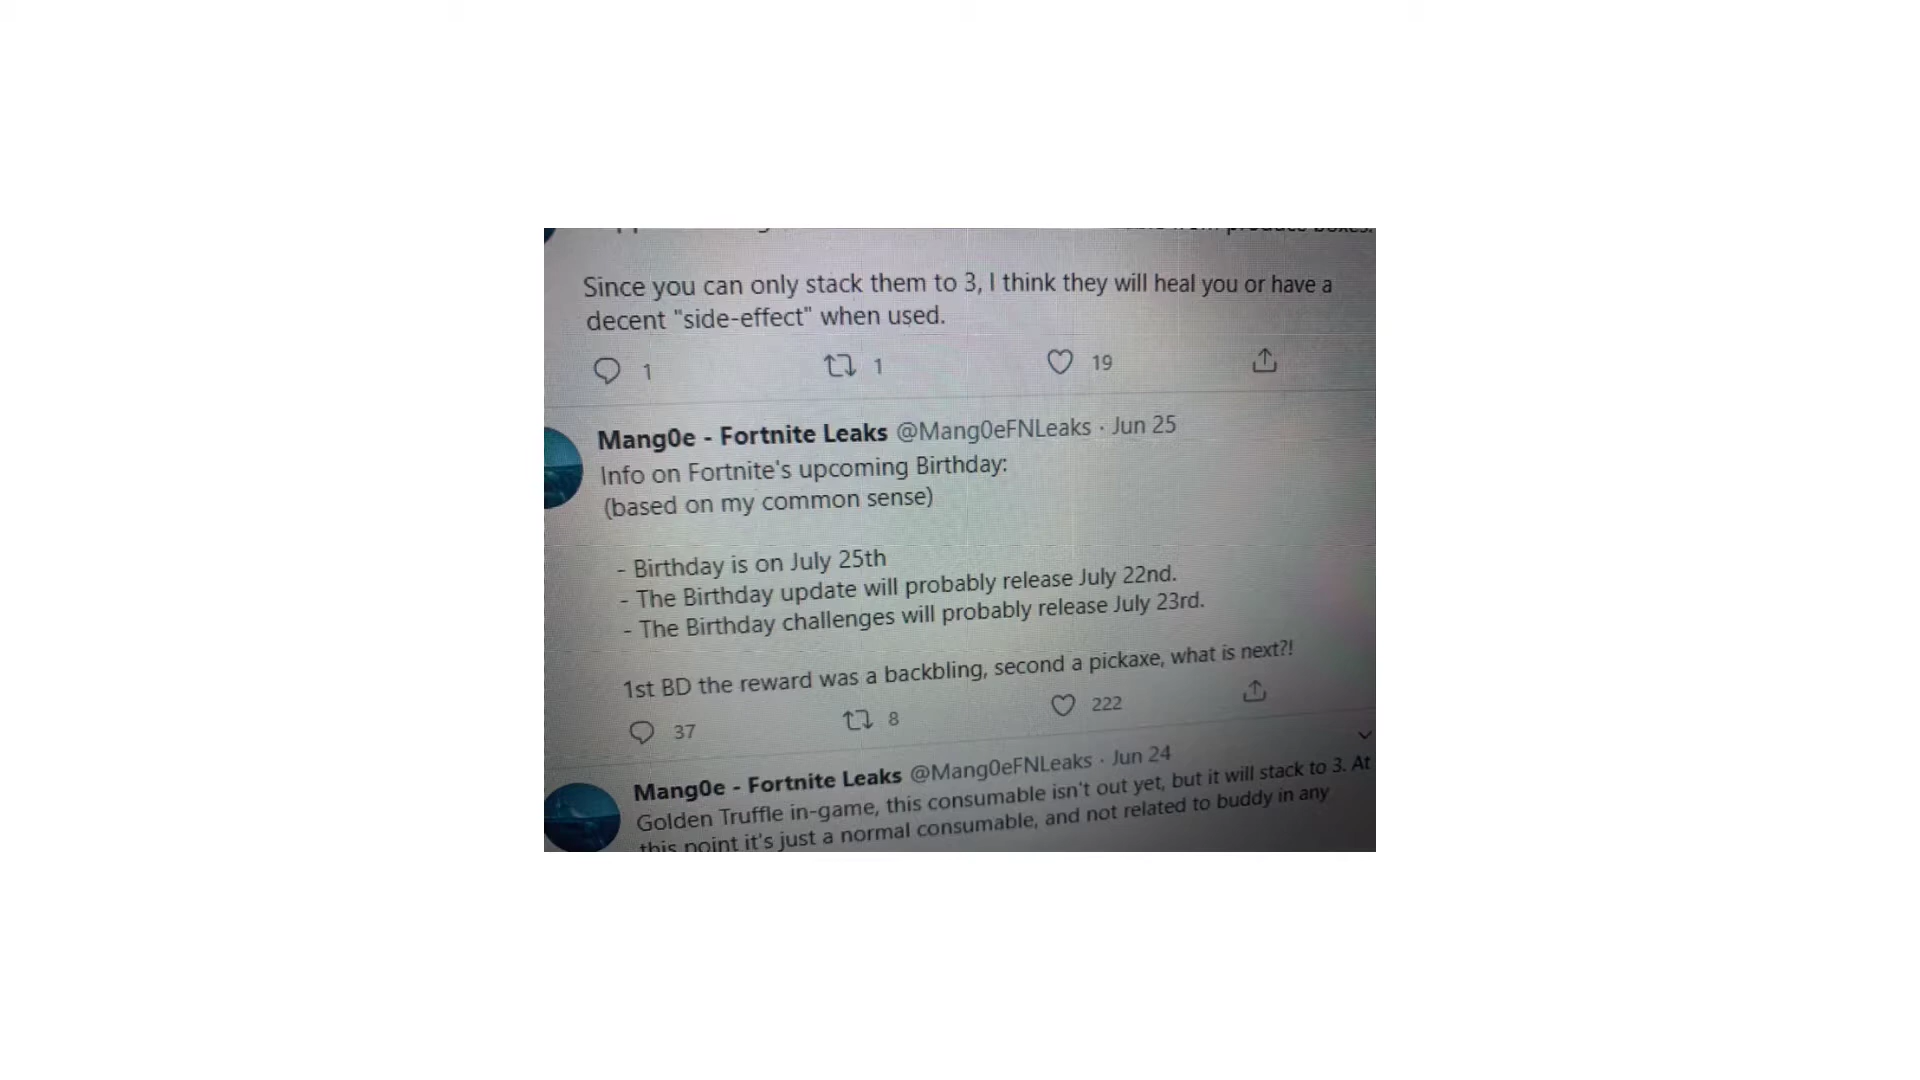 produce boxes.
Since you can only stack them to 3, I think they will heal you or have a
decent "side-effect" when used.
1 1 19
Mang0e - Fortnite Leaks @Mang0eFNLeaks · Jun 25
Info on Fortnite's upcoming Birthday:
(based on my common sense)
- Birthday is on July 25th
- The Birthday update will probably release July 22nd.
- The Birthday challenges will probably release July 23rd.
1st BD the reward was a backbling, second a pickaxe, what is next?!
37 8 222
Mang0e - Fortnite Leaks @Mang0eFNLeaks · Jun 24
Golden Truffle in-game, this consumable isn't out yet, but it will stack to 3. At
this point it's just a normal consumable, and not related to buddy in any